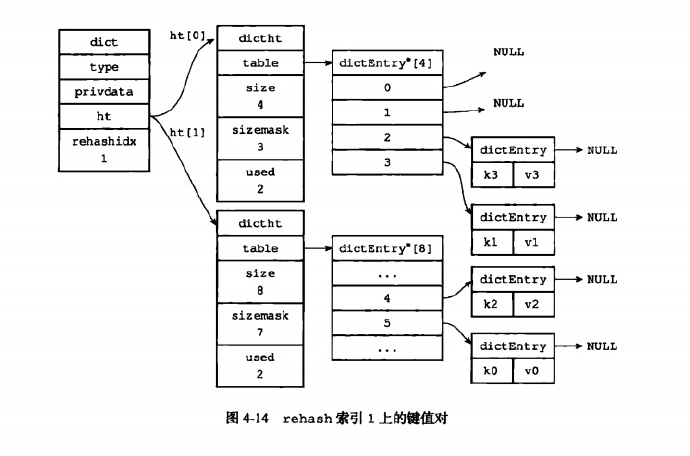 dict
type
privdata
ht
rehashidx
1
ht[0]
ht[1]
dictht
table
size
4
sizemask
3
used
2
dictEntry*[4]
0
1
2
3
NULL
NULL
dictEntry
k3 v3
NULL
dictEntry
k1 v1
NULL
dictht
table
size
8
sizemask
7
used
2
dictEntry*[8]
...
4
5
...
dictEntry
k2 v2
NULL
dictEntry
k0 v0
NULL
图 4-14 rehash 索引 1 上的键值对